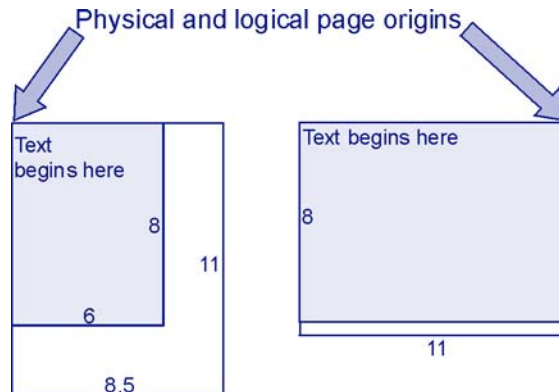 Physical and logical page origins
Text
begins here
8
6
11
8.5
Text begins here
8
11